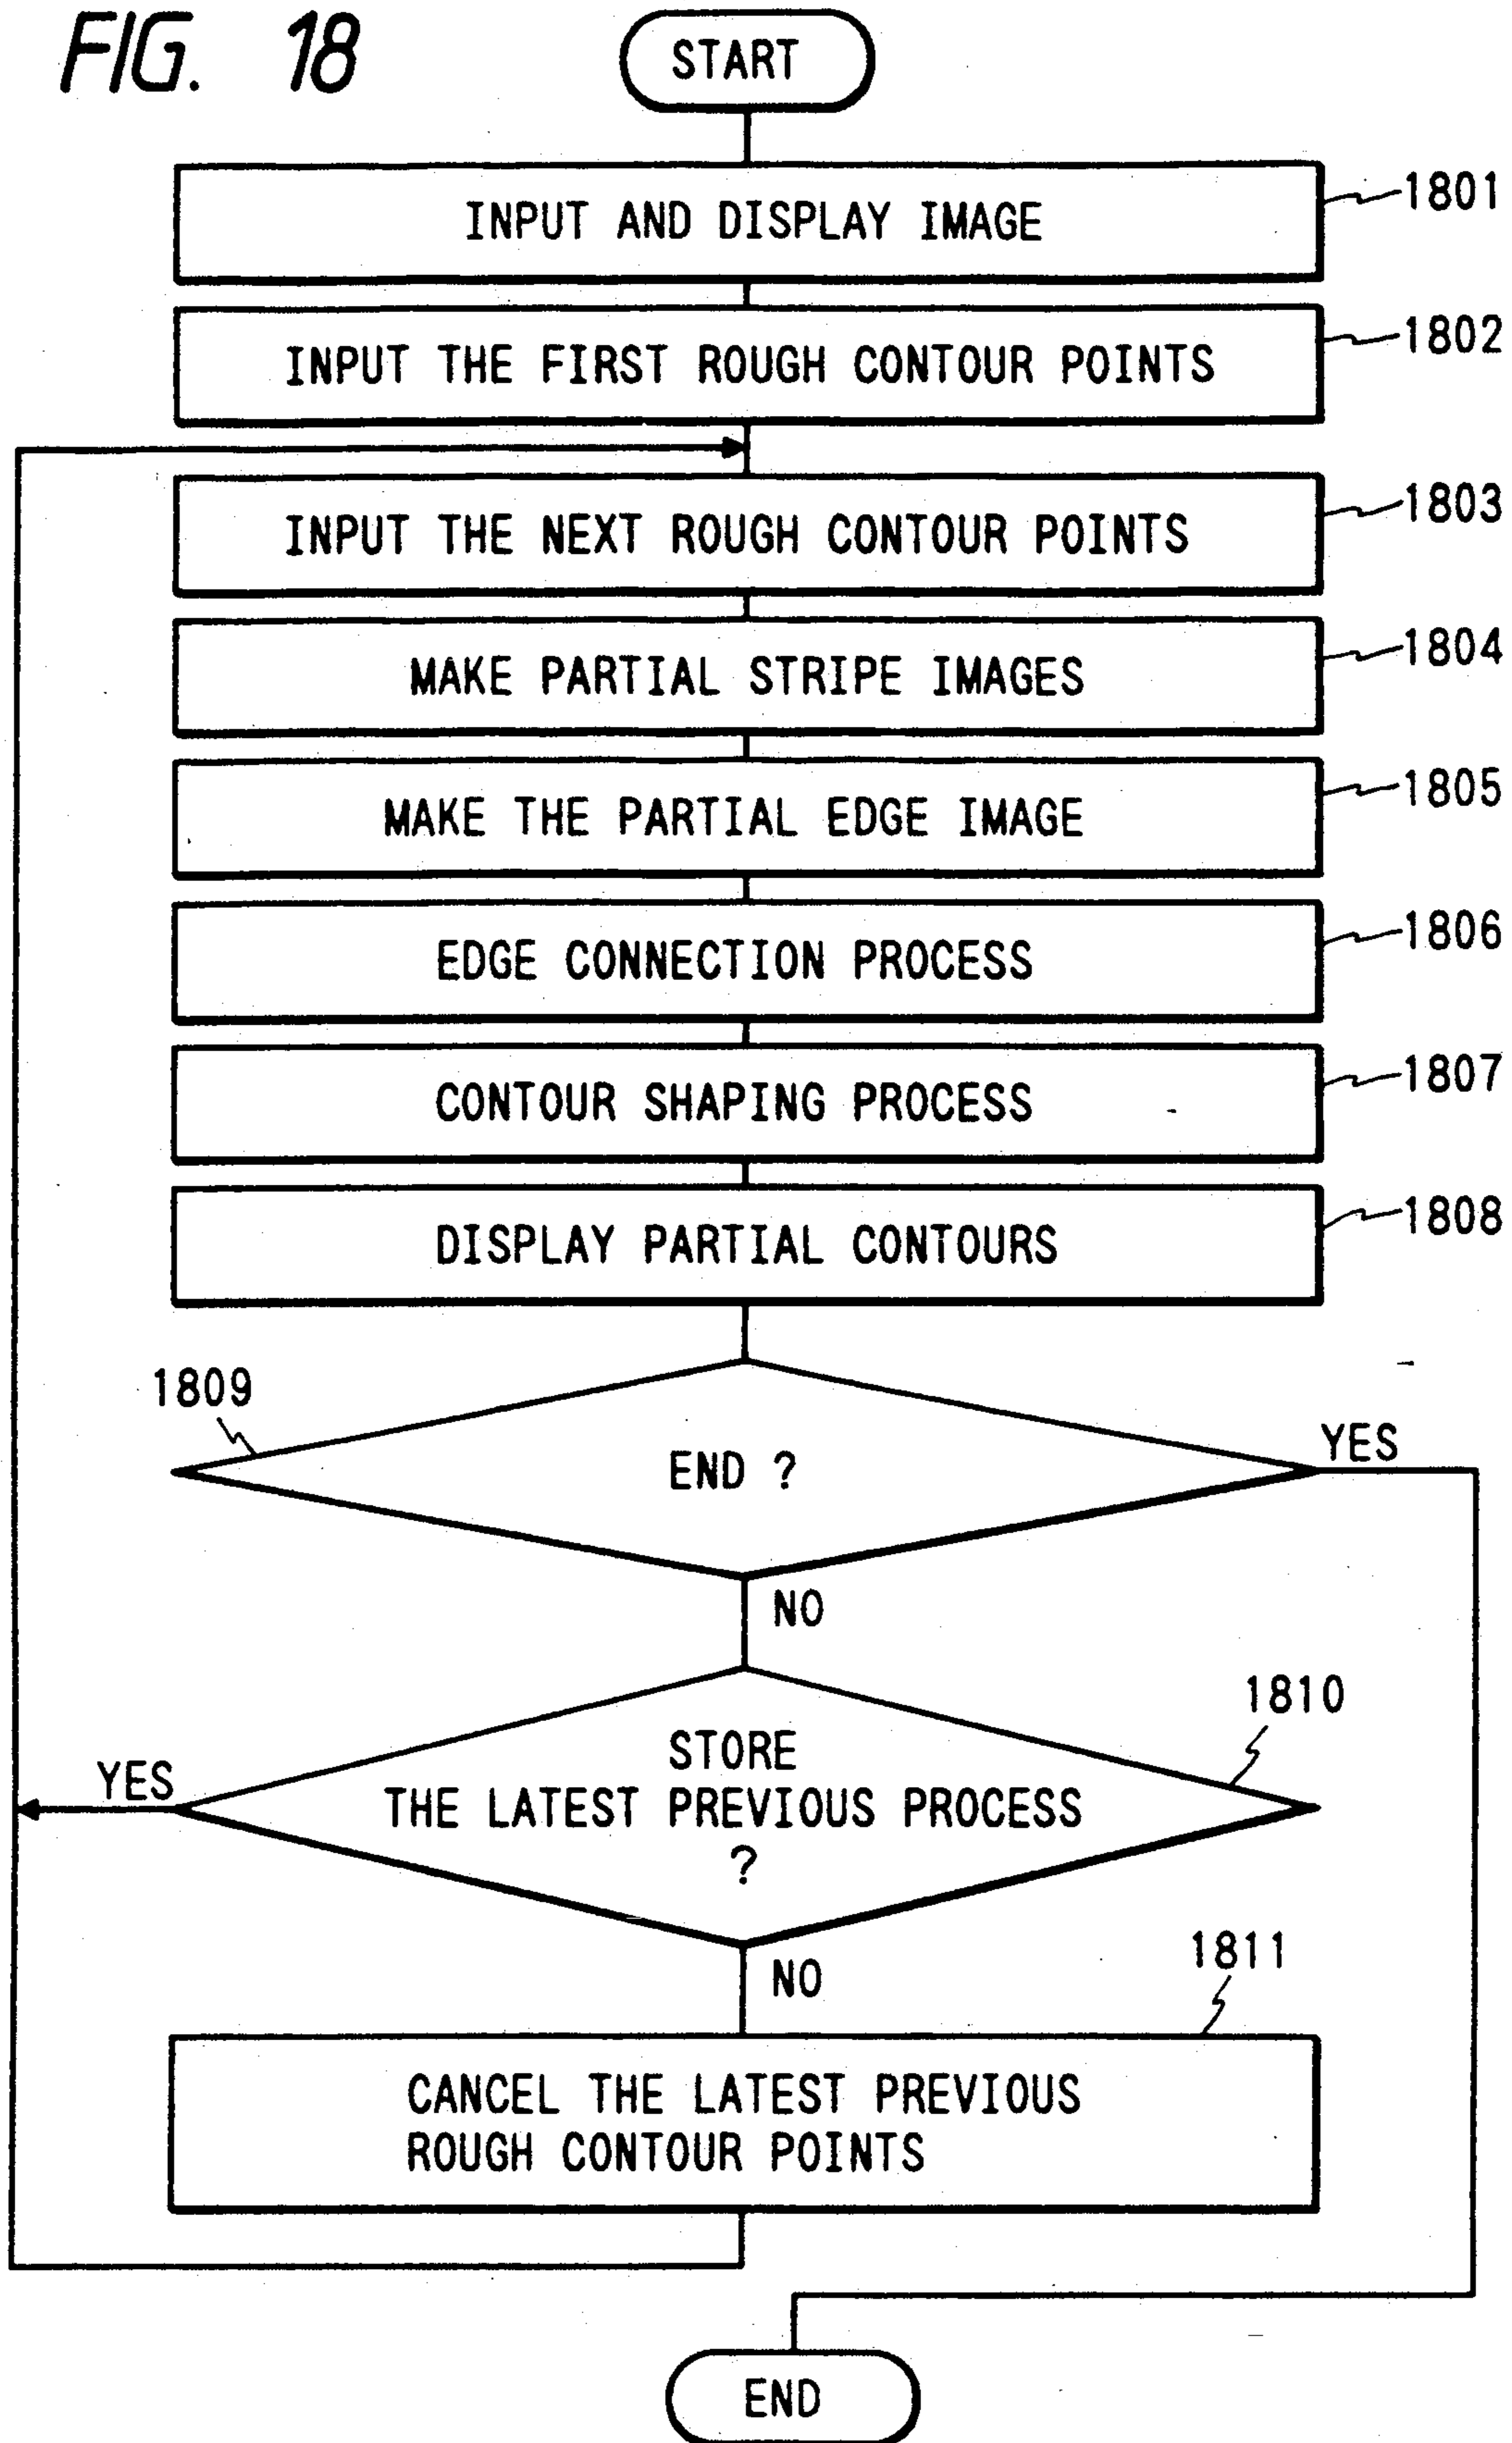 FIG. 18
START
INPUT AND DISPLAY IMAGE
1801
INPUT THE FIRST ROUGH CONTOUR POINTS
1802
INPUT THE NEXT ROUGH CONTOUR POINTS
1803
MAKE PARTIAL STRIPE IMAGES
1804
MAKE THE PARTIAL EDGE IMAGE
1805
EDGE CONNECTION PROCESS
1806
CONTOUR SHAPING PROCESS
1807
DISPLAY PARTIAL CONTOURS
1808
1809
END ?
YES
NO
1810
STORE
THE LATEST PREVIOUS PROCESS
?
YES
NO
1811
CANCEL THE LATEST PREVIOUS
ROUGH CONTOUR POINTS
END